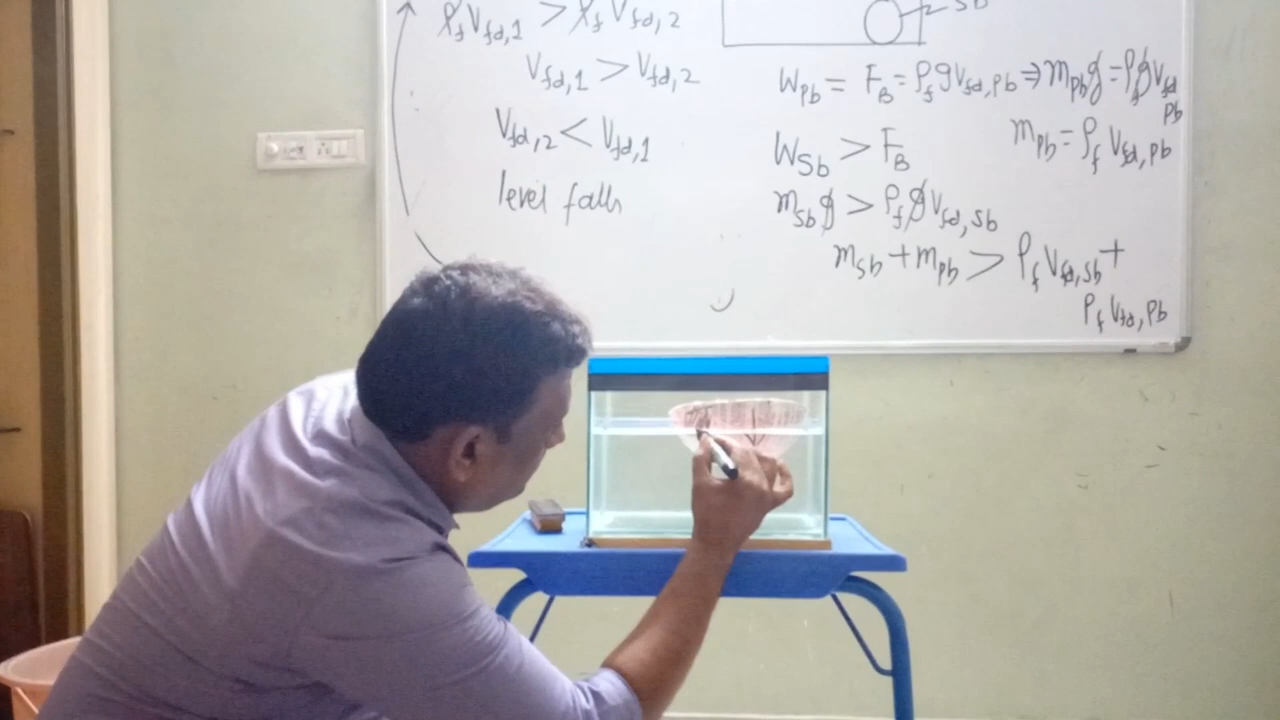 ρf Vfd,1 > ρf Vfd,2
Vfd,1 > Vfd,2
Vfd,2 < Vfd,1
level falls
Sb
Wpb = FB = ρf g Vfd,pb ⇒ mpb g = ρf g Vfd pb
mpb = ρf Vfd,pb
WSb > FB
mSb g > ρf g Vfd,Sb
mSb + mpb > ρf Vfd,Sb +
ρf Vfd,pb